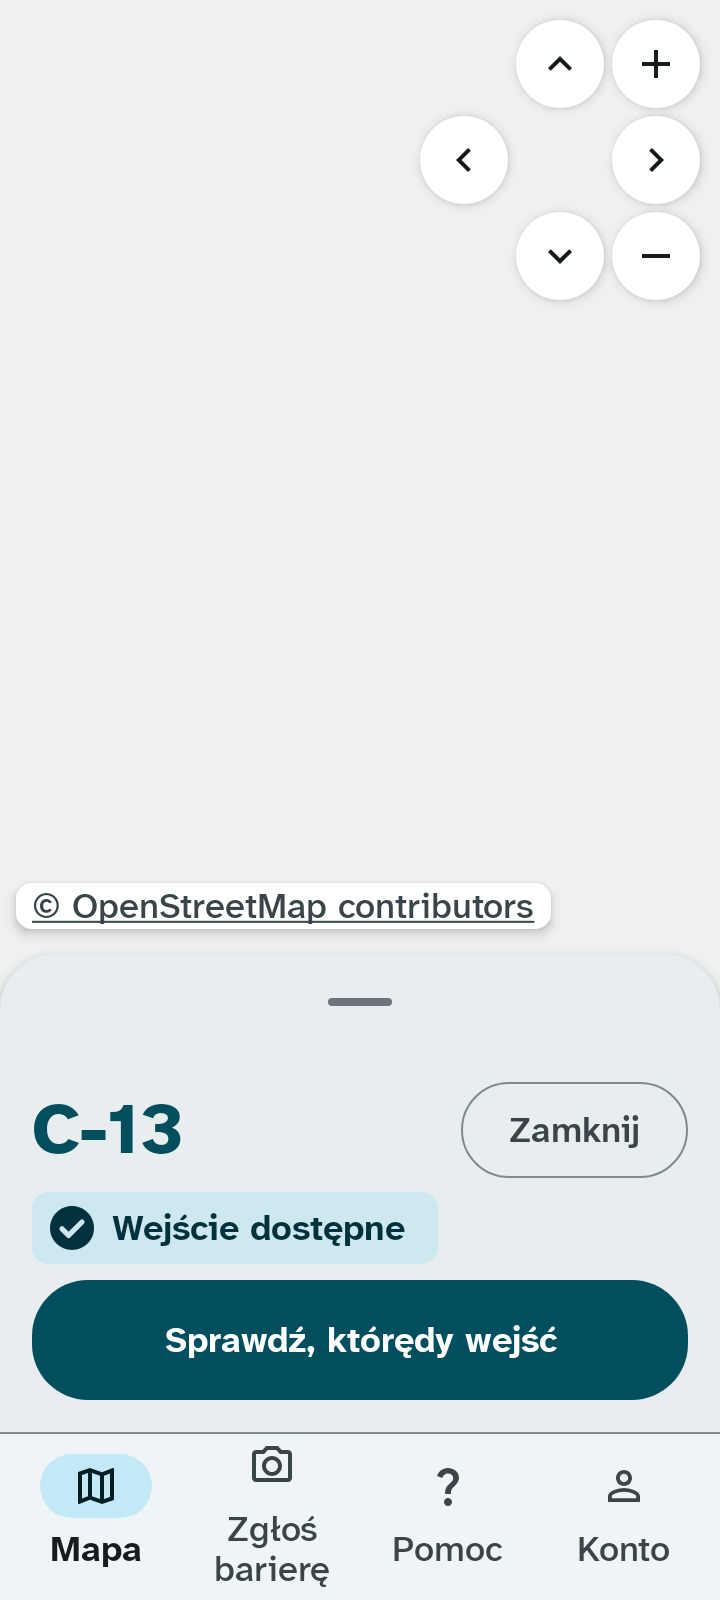 © OpenStreetMap contributors
C-13
Zamknij
Wejście dostępne
Sprawdź, którędy wejść
Mapa
Zgłoś
barierę
Pomoc
Konto